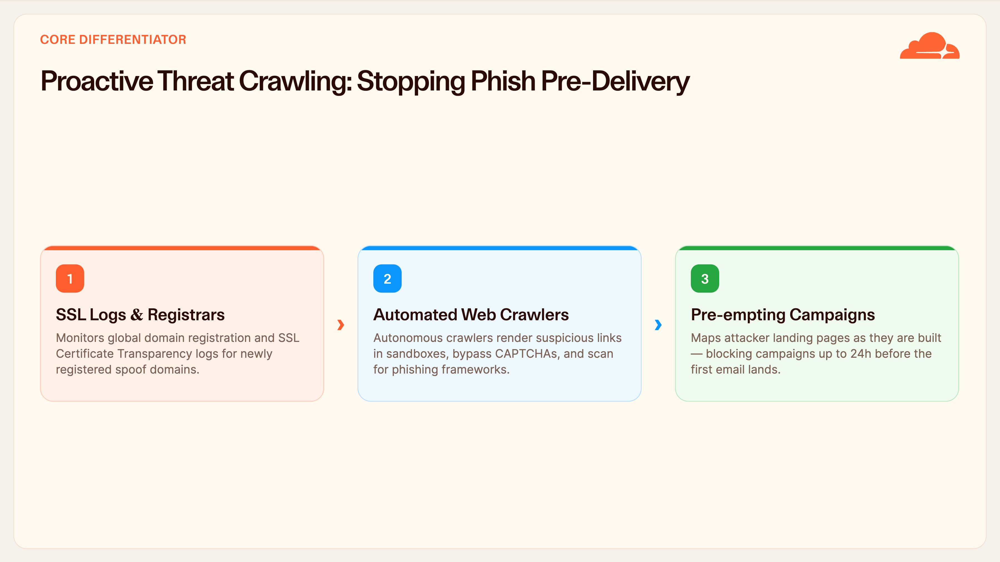 CORE DIFFERENTIATOR
Proactive Threat Crawling: Stopping Phish Pre-Delivery
1
SSL Logs & Registrars
Monitors global domain registration and SSL
Certificate Transparency logs for newly
registered spoof domains.
›
2
Automated Web Crawlers
Autonomous crawlers render suspicious links
in sandboxes, bypass CAPTCHAs, and scan
for phishing frameworks.
›
3
Pre-empting Campaigns
Maps attacker landing pages as they are built
— blocking campaigns up to 24h before the
first email lands.